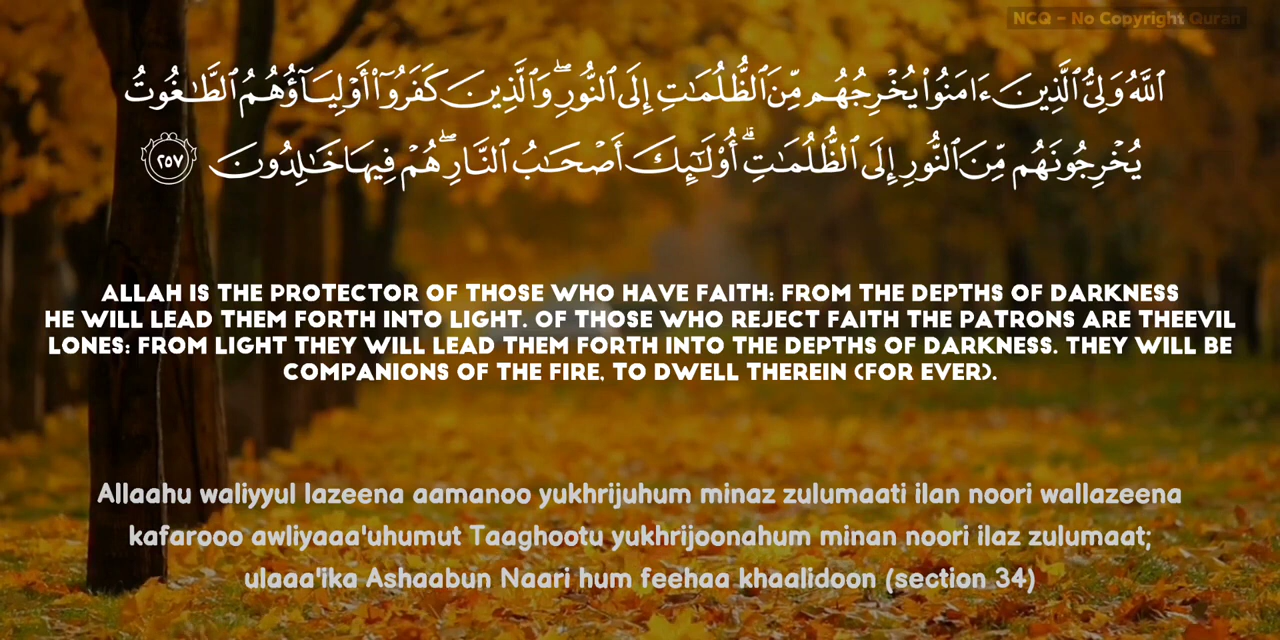 NCQ - No Copyright Quran
ٱللَّهُ وَلِىُّ ٱلَّذِينَ ءَامَنُوا۟ يُخْرِجُهُم مِّنَ ٱلظُّلُمَـٰتِ إِلَى ٱلنُّورِ ۖ وَٱلَّذِينَ كَفَرُوٓا۟ أَوْلِيَآؤُهُمُ ٱلطَّـٰغُوتُ
يُخْرِجُونَهُم مِّنَ ٱلنُّورِ إِلَى ٱلظُّلُمَـٰتِ ۗ أُو۟لَـٰٓئِكَ أَصْحَـٰبُ ٱلنَّارِ ۖ هُمْ فِيهَا خَـٰلِدُونَ ٢٥٧
ALLAH IS THE PROTECTOR OF THOSE WHO HAVE FAITH: FROM THE DEPTHS OF DARKNESS
HE WILL LEAD THEM FORTH INTO LIGHT. OF THOSE WHO REJECT FAITH THE PATRONS ARE THEEVIL
LONES: FROM LIGHT THEY WILL LEAD THEM FORTH INTO THE DEPTHS OF DARKNESS. THEY WILL BE
COMPANIONS OF THE FIRE, TO DWELL THEREIN (FOR EVER).
Allaahu waliyyul lazeena aamanoo yukhrijuhum minaz zulumaati ilan noori wallazeena
kafarooo awliyaaa'uhumut Taaghootu yukhrijoonahum minan noori ilaz zulumaat;
ulaaa'ika Ashaabun Naari hum feehaa khaalidoon (section 34)